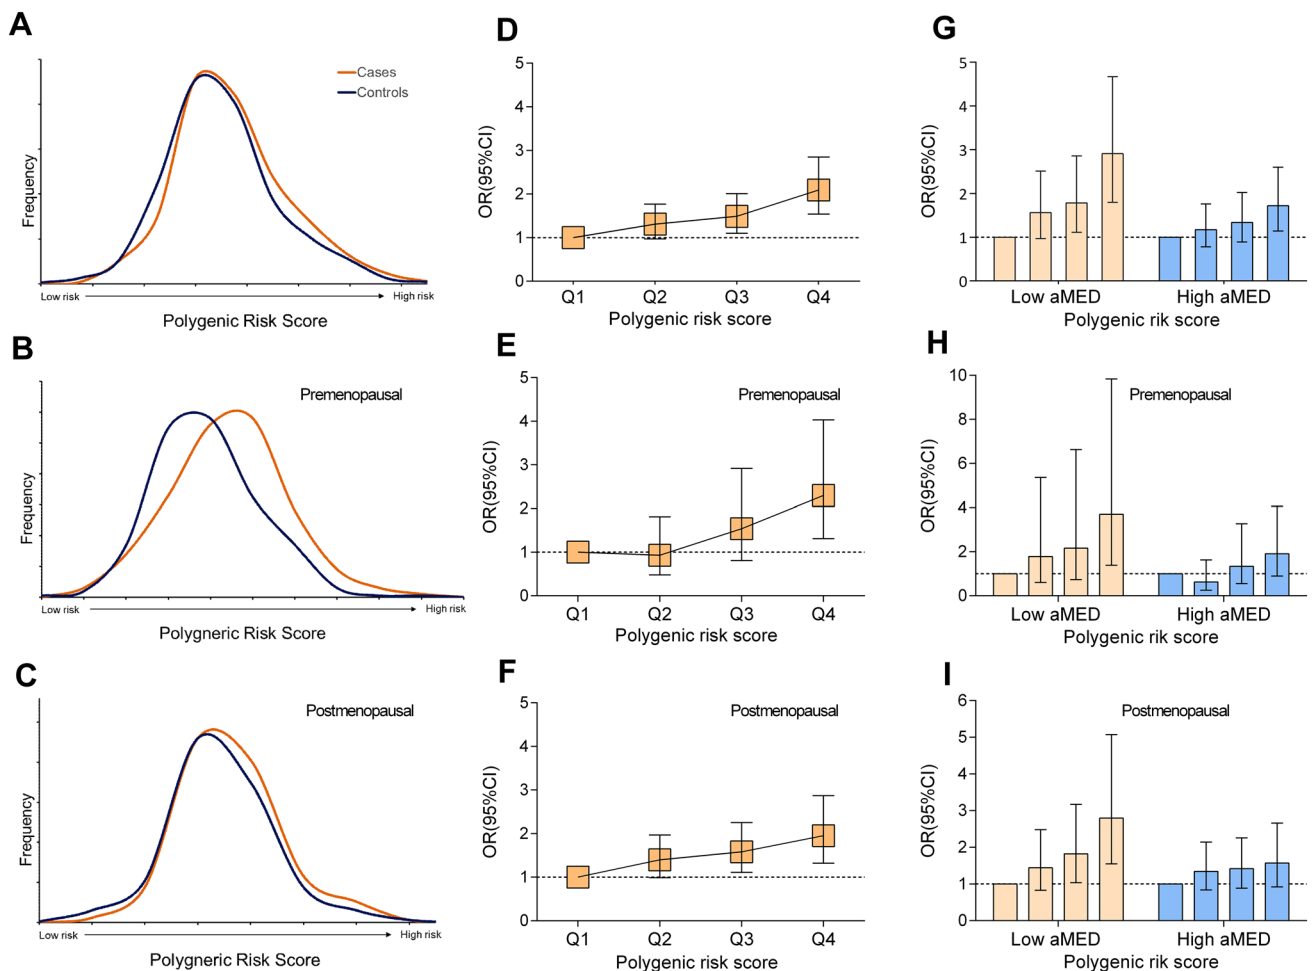 A
Cases
Controls
Frequency
Low risk
High risk
Polygenic Risk Score
B
Premenopausal
Frequency
Low risk
High risk
Polygneric Risk Score
C
Postmenopausal
Frequency
Low risk
High risk
Polygneric Risk Score
D
5
4
3
2
1
0
OR(95%CI)
Q1 Q2 Q3 Q4
Polygenic risk score
E
Premenopausal
5
4
3
2
1
0
OR(95%CI)
Q1 Q2 Q3 Q4
Polygenic risk score
F
Postmenopausal
5
4
3
2
1
0
OR(95%CI)
Q1 Q2 Q3 Q4
Polygenic risk score
G
5
4
3
2
1
0
OR(95%CI)
Low aMED High aMED
Polygenic rik score
H
Premenopausal
10
8
6
4
2
0
OR(95%CI)
Low aMED High aMED
Polygenic rik score
I
Postmenopausal
6
5
4
3
2
1
0
OR(95%CI)
Low aMED High aMED
Polygenic risk score